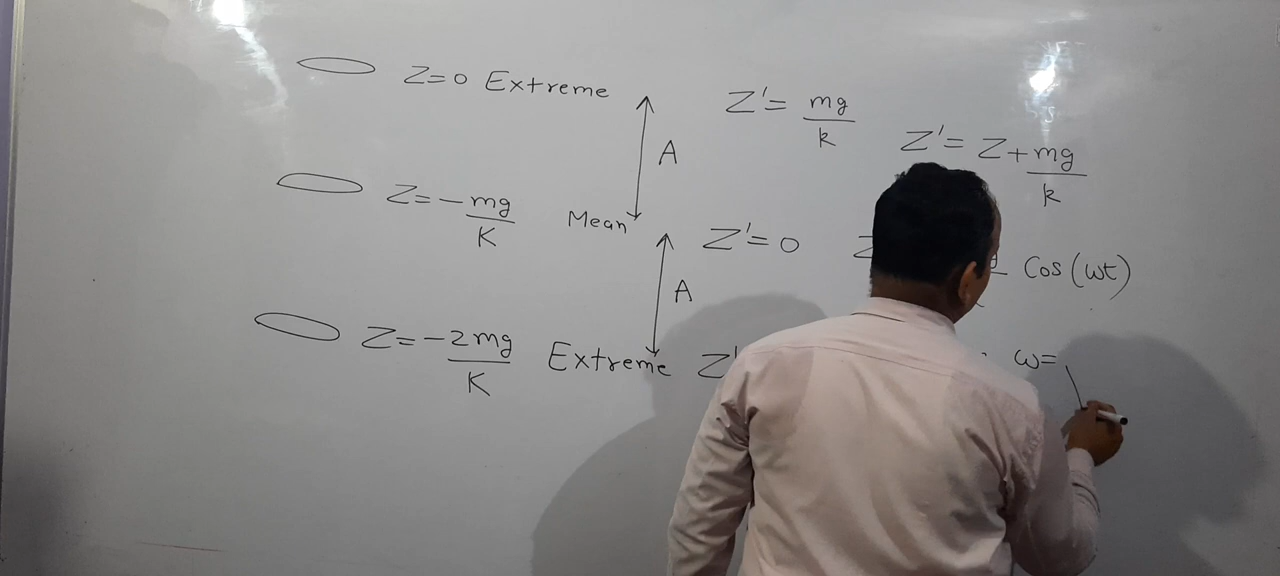 Z=0 Extreme
A
Z'= mg/k
Z'= Z+mg/k
Z=-mg/K
Mean
Z'=0
Cos(ωt)
A
Z=-2mg/K Extreme Z'
ω=